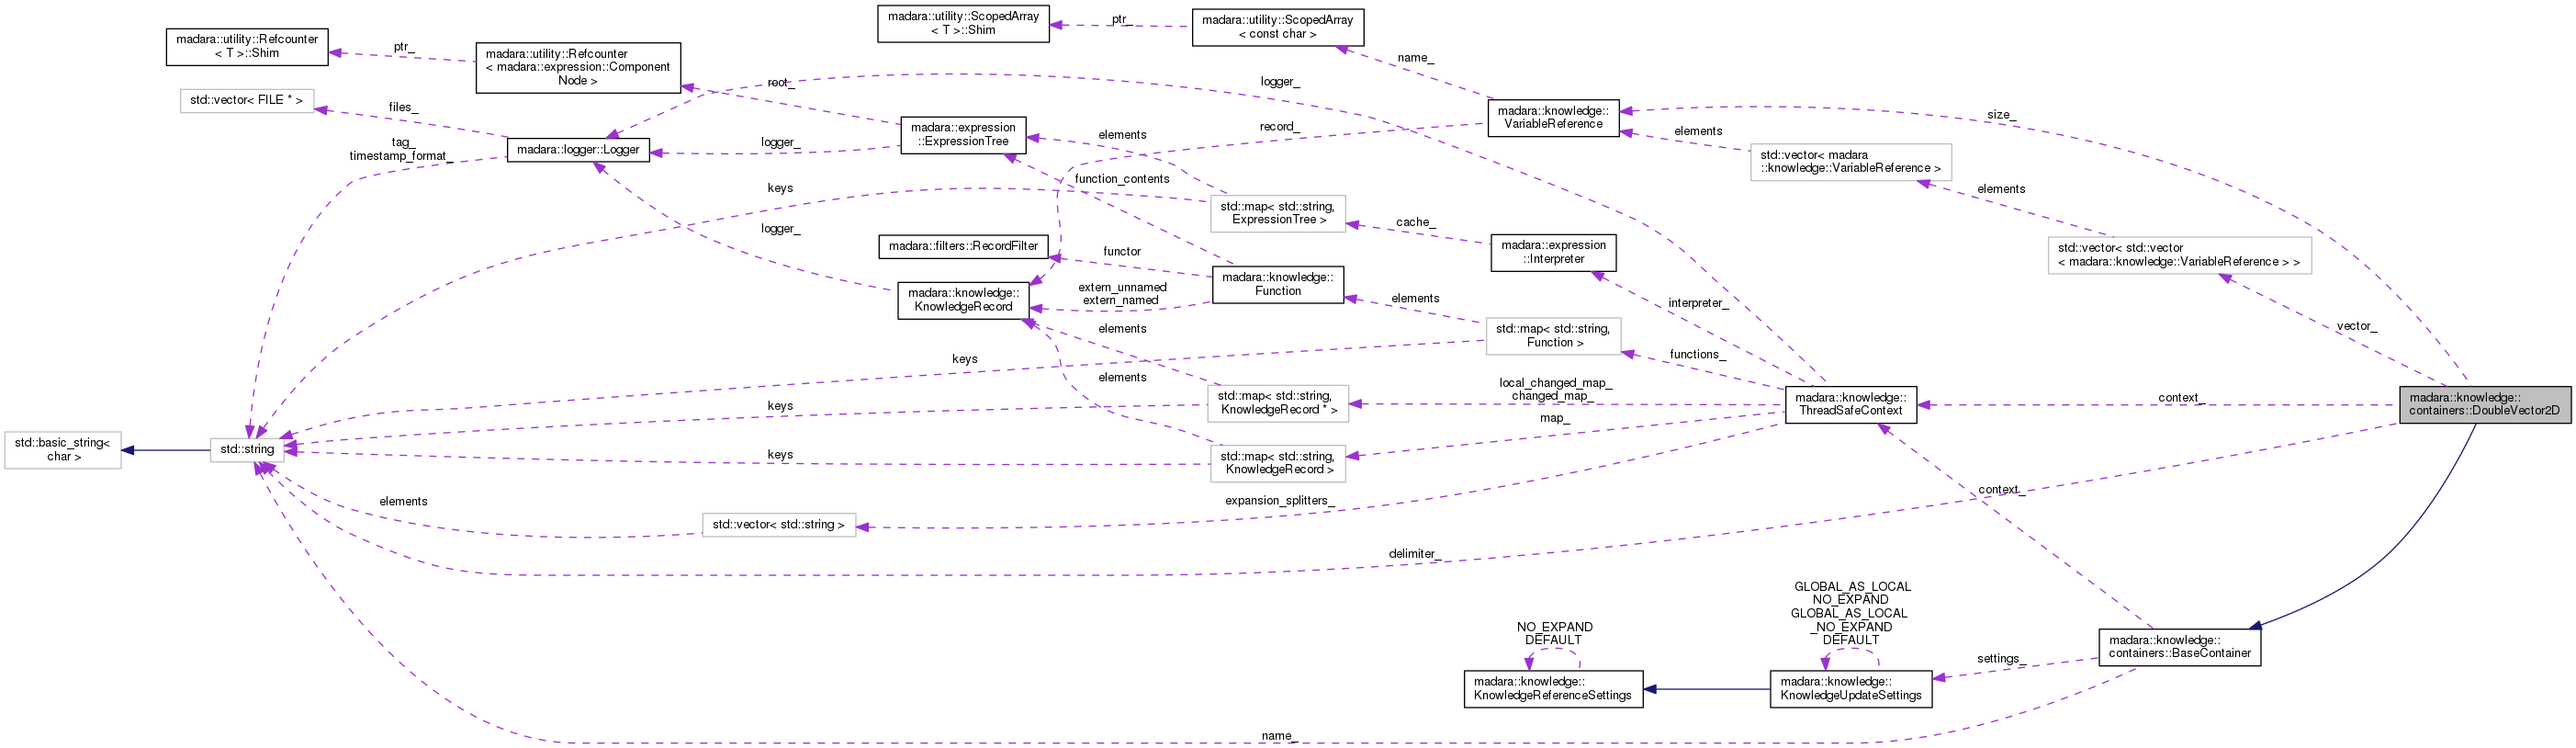 madara::utility::ScopedArray
< T >::Shim
ptr_
madara::utility::ScopedArray
< const char >
madara::utility::Refcounter
< T >::Shim
ptr_
madara::utility::Refcounter
< madara::expression::Component
Node >
name_
root_
logger_
std::vector< FILE * >
files_
madara::knowledge::
VariableReference
size_
madara::expression
::ExpressionTree
elements
record_
elements
tag_
timestamp_format_
madara::logger::Logger
logger_
std::vector< madara
::knowledge::VariableReference >
function_contents
keys
elements
std::map< std::string,
ExpressionTree >
cache_
logger_
madara::filters::RecordFilter
functor
madara::expression
::Interpreter
std::vector< std::vector
< madara::knowledge::VariableReference > >
madara::knowledge::
Function
madara::knowledge::
KnowledgeRecord
extern_unnamed
extern_named
elements
interpreter_
elements
std::map< std::string,
Function >
vector_
keys
functions_
elements
local_changed_map_
changed_map_
std::map< std::string,
KnowledgeRecord * >
keys
madara::knowledge::
ThreadSafeContext
context_
madara::knowledge::
containers::DoubleVector2D
map_
std::basic_string<
char >
std::string
keys
std::map< std::string,
KnowledgeRecord >
context_
elements
expansion_splitters_
std::vector< std::string >
delimiter_
GLOBAL_AS_LOCAL
NO_EXPAND
GLOBAL_AS_LOCAL
_NO_EXPAND
DEFAULT
NO_EXPAND
DEFAULT
madara::knowledge::
containers::BaseContainer
settings_
madara::knowledge::
KnowledgeReferenceSettings
madara::knowledge::
KnowledgeUpdateSettings
name_